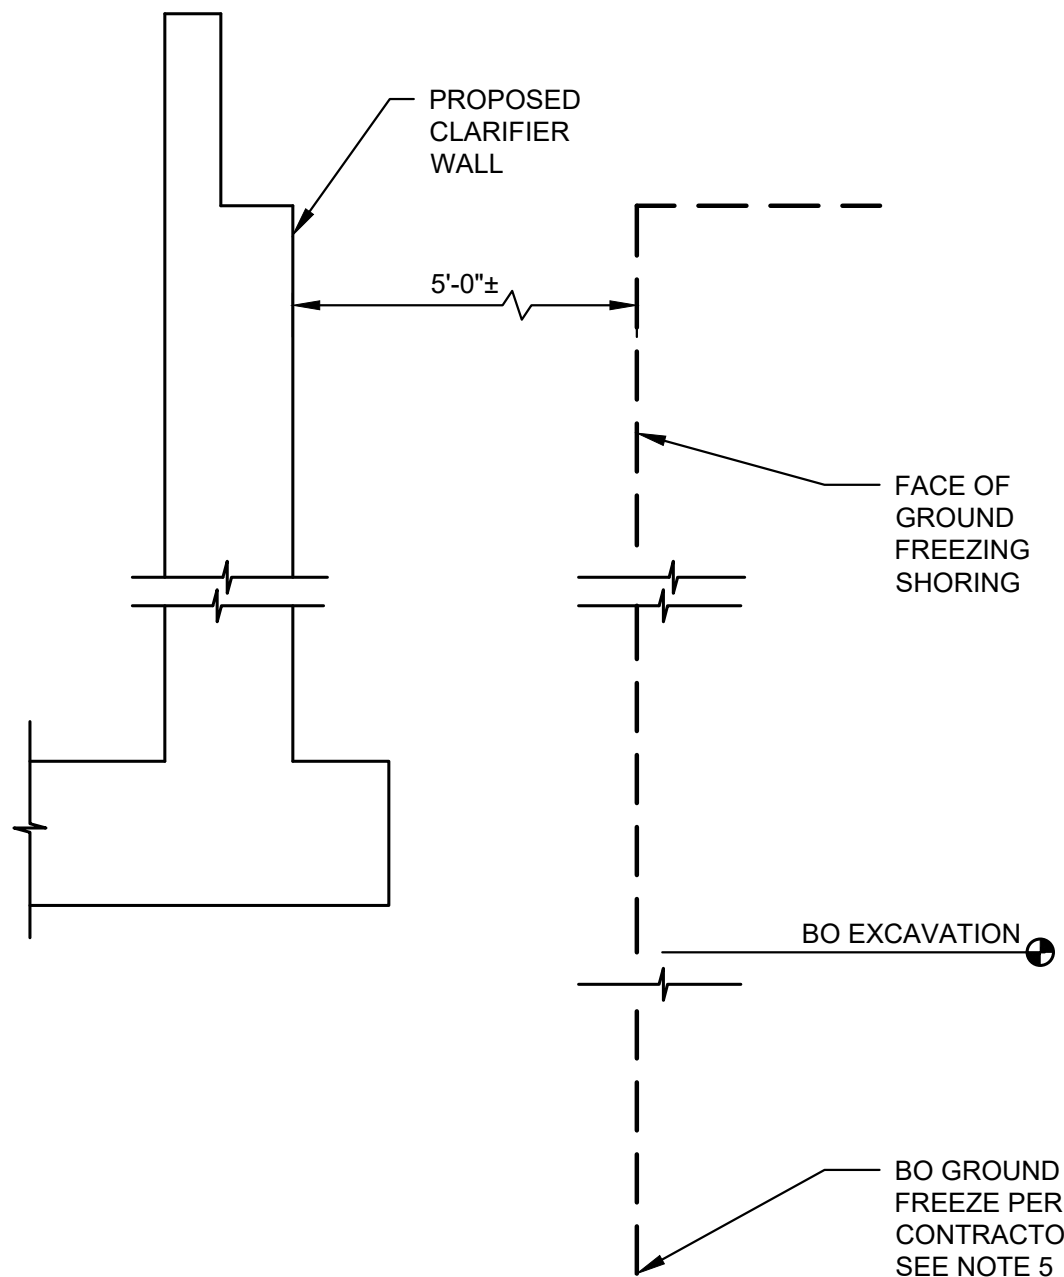 PROPOSED
CLARIFIER
WALL
5'-0"±
FACE OF
GROUND
FREEZING
SHORING
BO EXCAVATION
BO GROUND
FREEZE PER
CONTRACTO
SEE NOTE 5